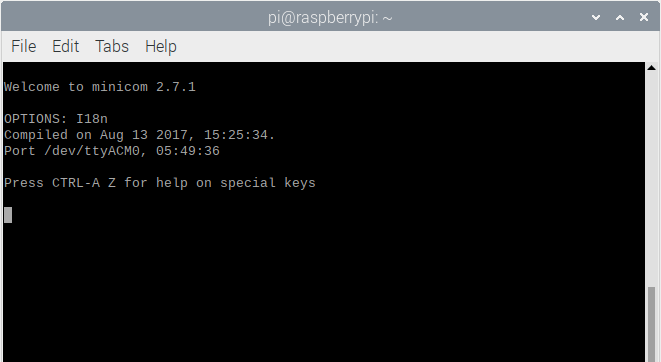 pi@raspberrypi: ~
File Edit Tabs Help
Welcome to minicom 2.7.1
OPTIONS: I18n
Compiled on Aug 13 2017, 15:25:34.
Port /dev/ttyACM0, 05:49:36
Press CTRL-A Z for help on special keys